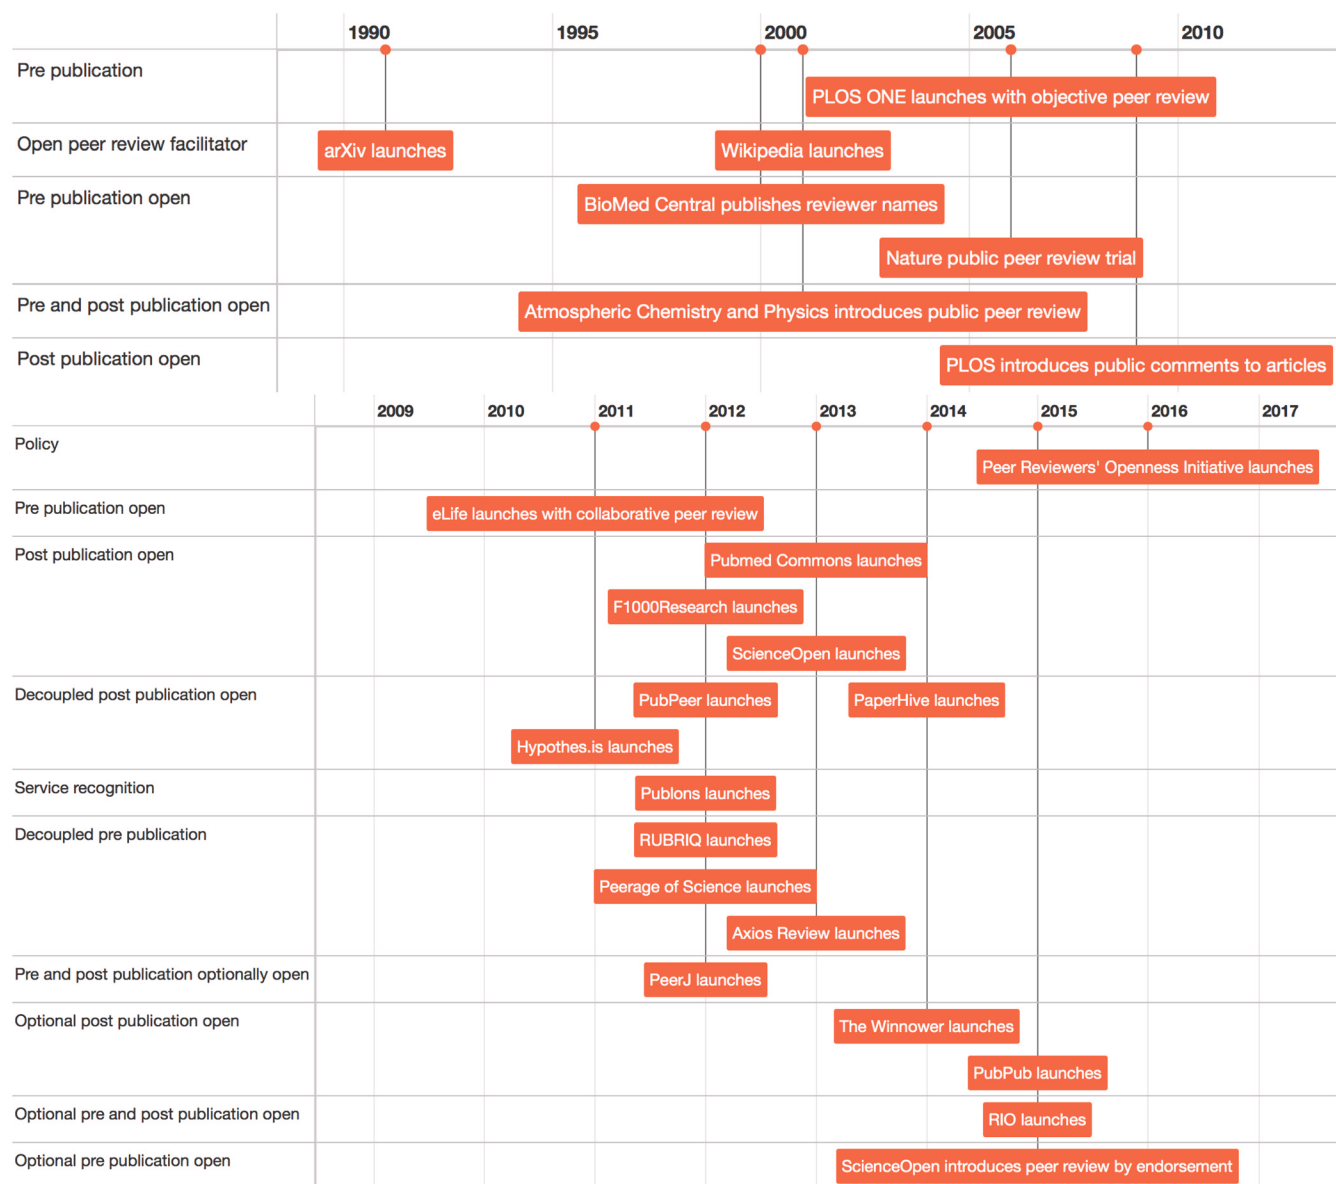 1990 1995 2000 2005 2010
Pre publication
PLOS ONE launches with objective peer review
Open peer review facilitator
arXiv launches
Wikipedia launches
Pre publication open
BioMed Central publishes reviewer names
Nature public peer review trial
Pre and post publication open
Atmospheric Chemistry and Physics introduces public peer review
Post publication open
PLOS introduces public comments to articles
2009 2010 2011 2012 2013 2014 2015 2016 2017
Policy
Peer Reviewers' Openness Initiative launches
Pre publication open
eLife launches with collaborative peer review
Post publication open
Pubmed Commons launches
F1000Research launches
ScienceOpen launches
Decoupled post publication open
PubPeer launches
PaperHive launches
Hypothes.is launches
Service recognition
Publons launches
Decoupled pre publication
RUBRIQ launches
Peerage of Science launches
Axios Review launches
Pre and post publication optionally open
PeerJ launches
Optional post publication open
The Winnower launches
PubPub launches
Optional pre and post publication open
RIO launches
Optional pre publication open
ScienceOpen introduces peer review by endorsement